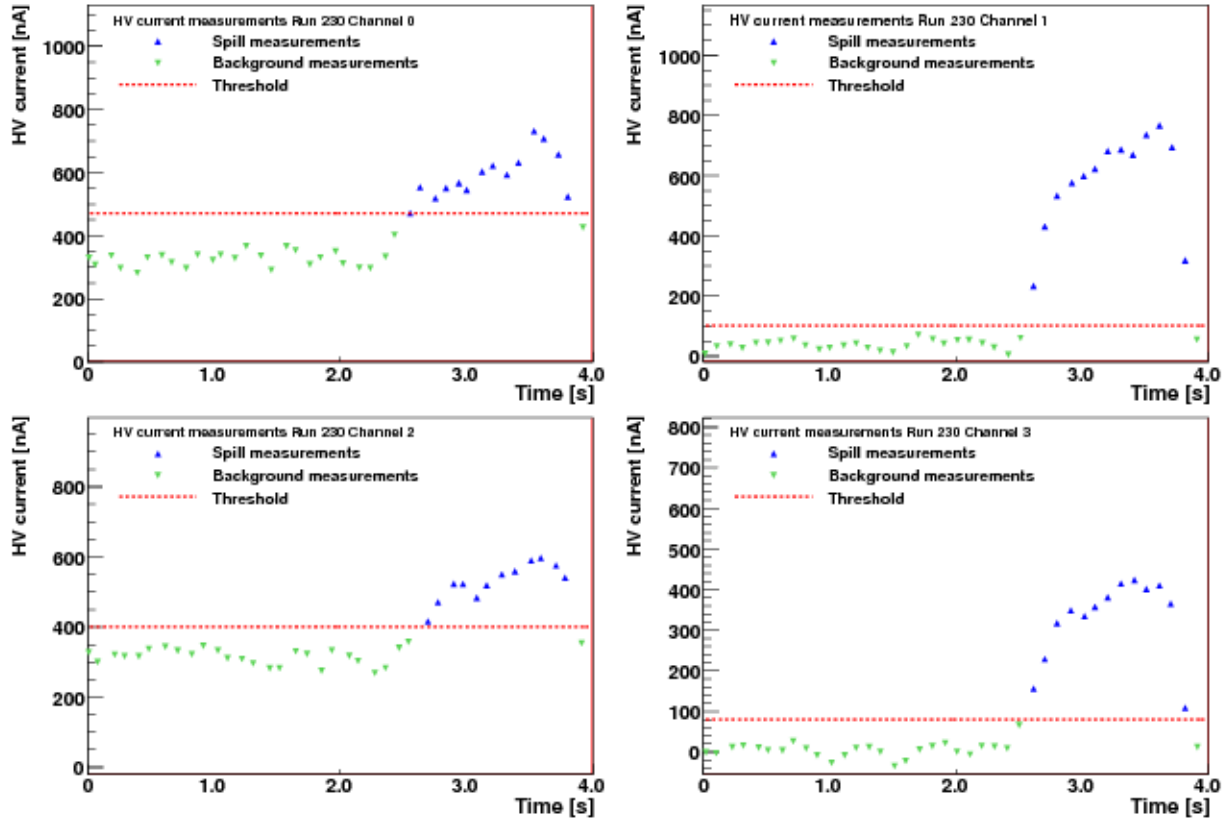 HV current measurements Run 230 Channel 0
Spill measurements
Background measurements
Threshold
HV current [nA]
1000
800
600
400
200
0
0 1.0 2.0 3.0 4.0
Time [s]
HV current measurements Run 230 Channel 1
Spill measurements
Background measurements
Threshold
HV current [nA]
1000
800
600
400
200
0
0 1.0 2.0 3.0 4.0
Time [s]
HV current measurements Run 230 Channel 2
Spill measurements
Background measurements
Threshold
HV current [nA]
800
600
400
200
0
0 1.0 2.0 3.0 4.0
Time [s]
HV current measurements Run 230 Channel 3
Spill measurements
Background measurements
Threshold
HV current [nA]
800
700
600
500
400
300
200
100
0
0 1.0 2.0 3.0 4.0
Time [s]